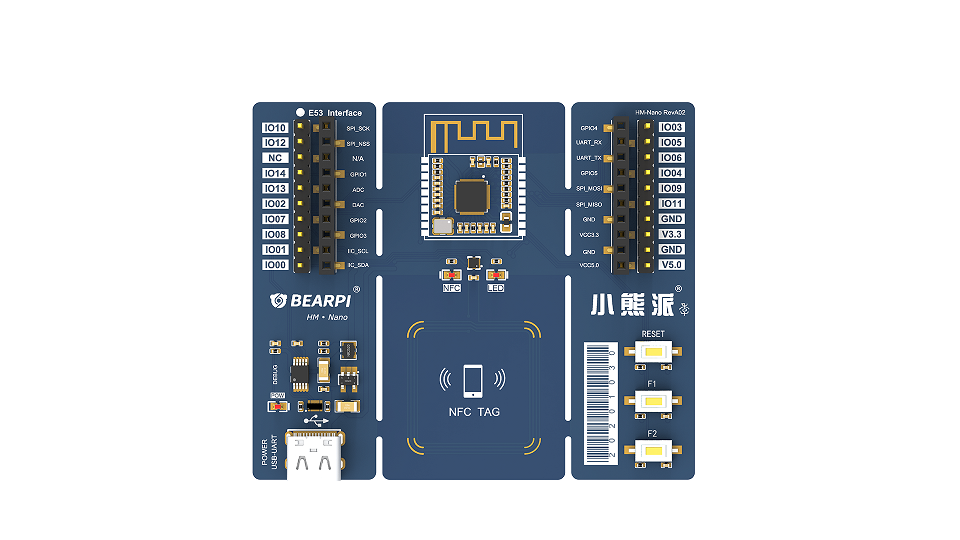 E53 Interface
IO10 SPI_SCK
IO12 SPI_NSS
NC N/A
IO14 GPIO1
IO13 ADC
IO02 DAC
IO07 GPIO2
IO08 GPIO3
IO01 IIC_SCL
IO00 IIC_SDA
BEARPI ®
HM • Nano
DEBUG
POW
POWER
USB-UART
NFC LED
NFC TAG
HM-Nano RevA02
GPIO4 IO03
UART_RX IO05
UART_TX IO06
GPIO5 IO04
SPI_MOSI IO09
SPI_MISO IO11
GND GND
VCC3.3 V3.3
GND GND
VCC5.0 V5.0
小熊派 ®
RESET
F1
F2
20201030